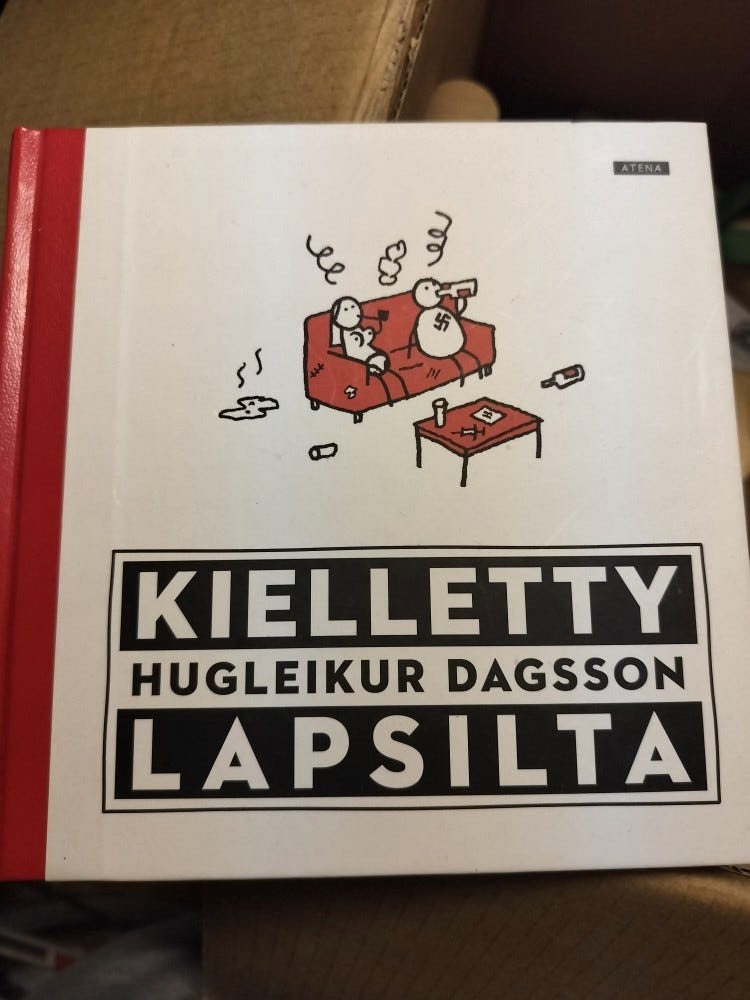 ATENA
KIELLETTY
HUGLEIKUR DAGSSON
LAPSILTA